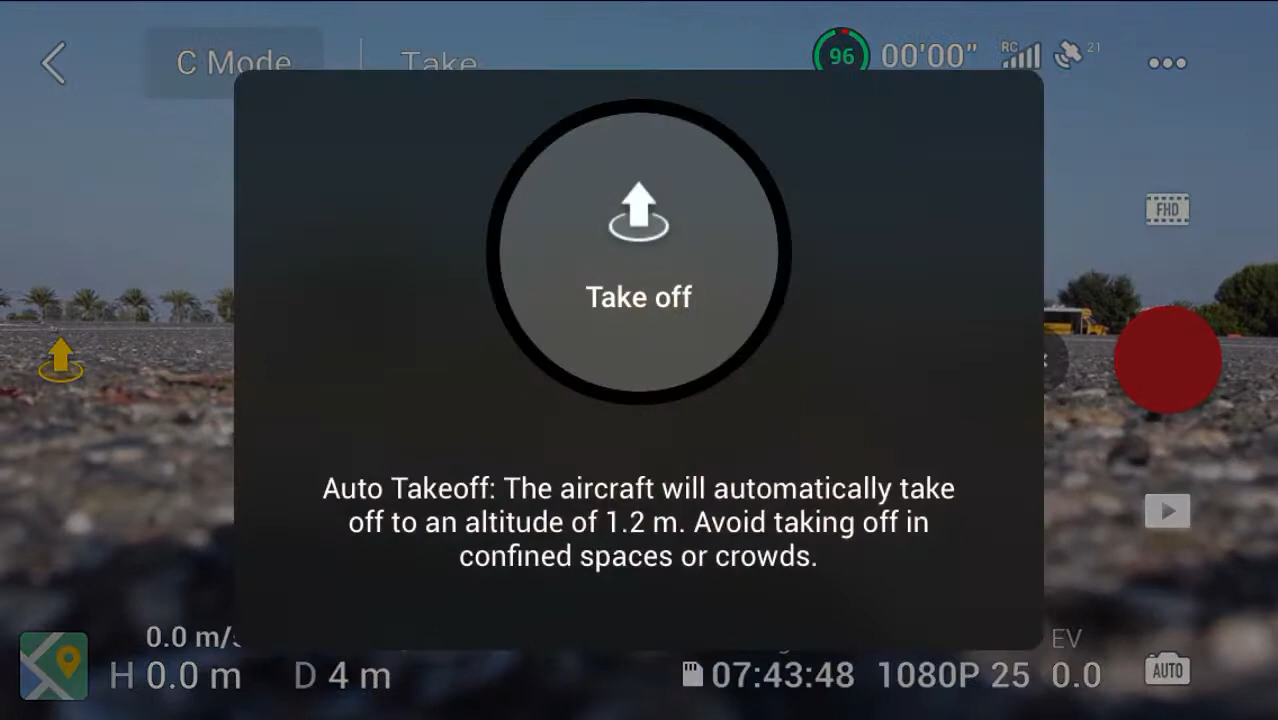 C Mode
Take
96
00'00"
RC
21
FHD
Take off
Auto Takeoff: The aircraft will automatically take
off to an altitude of 1.2 m. Avoid taking off in
confined spaces or crowds.
0.0 m/s
EV
H 0.0 m
D 4 m
07:43:48
1080P 25
0.0
AUTO